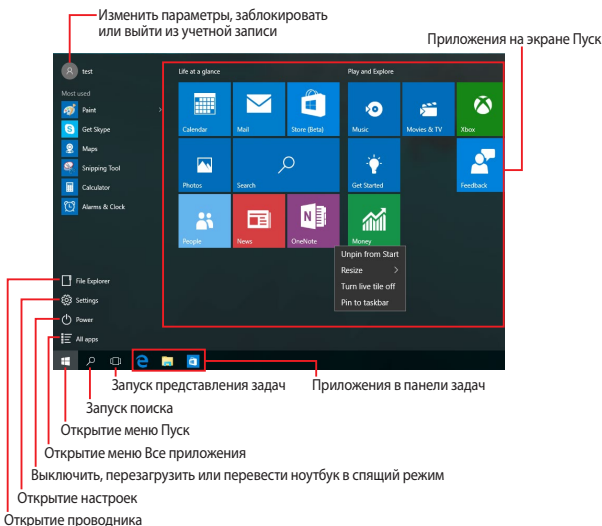 Изменить параметры, заблокировать
или выйти из учетной записи
Приложения на экране Пуск
test
Life at a glance
Play and Explore
Most used
Paint
Get Skype
Maps
Snipping Tool
Calculator
Alarms & Clock
Calendar
Mail
Store (Beta)
Music
Movies & TV
Xbox
Photos
Search
Get Started
Feedback
People
News
OneNote
Money
Unpin from Start
Resize
Turn live tile off
Pin to taskbar
File Explorer
Settings
Power
All apps
Запуск представления задач
Приложения в панели задач
Запуск поиска
Открытие меню Пуск
Открытие меню Все приложения
Выключить, перезагрузить или перевести ноутбук в спящий режим
Открытие настроек
Открытие проводника